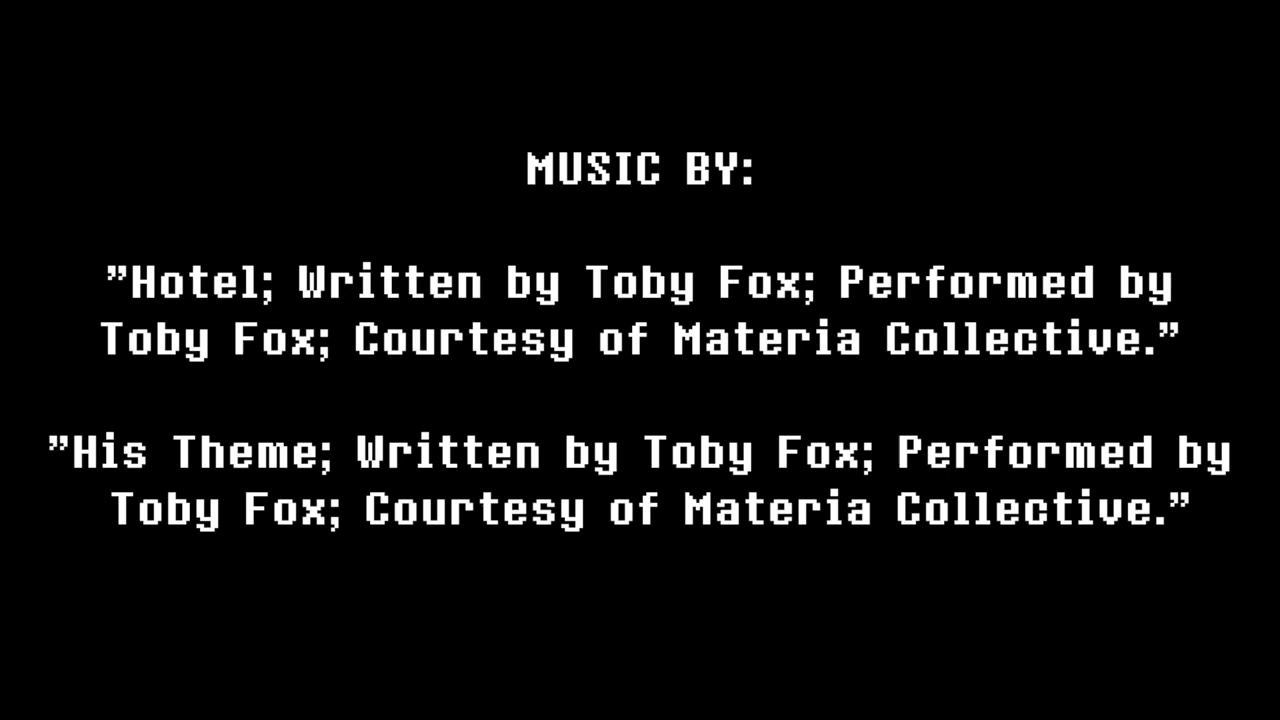 MUSIC BY:
”Hotel; Written by Toby Fox; Performed by
Toby Fox; Courtesy of Materia Collective.”
”His Theme; Written by Toby Fox; Performed by
Toby Fox; Courtesy of Materia Collective.”